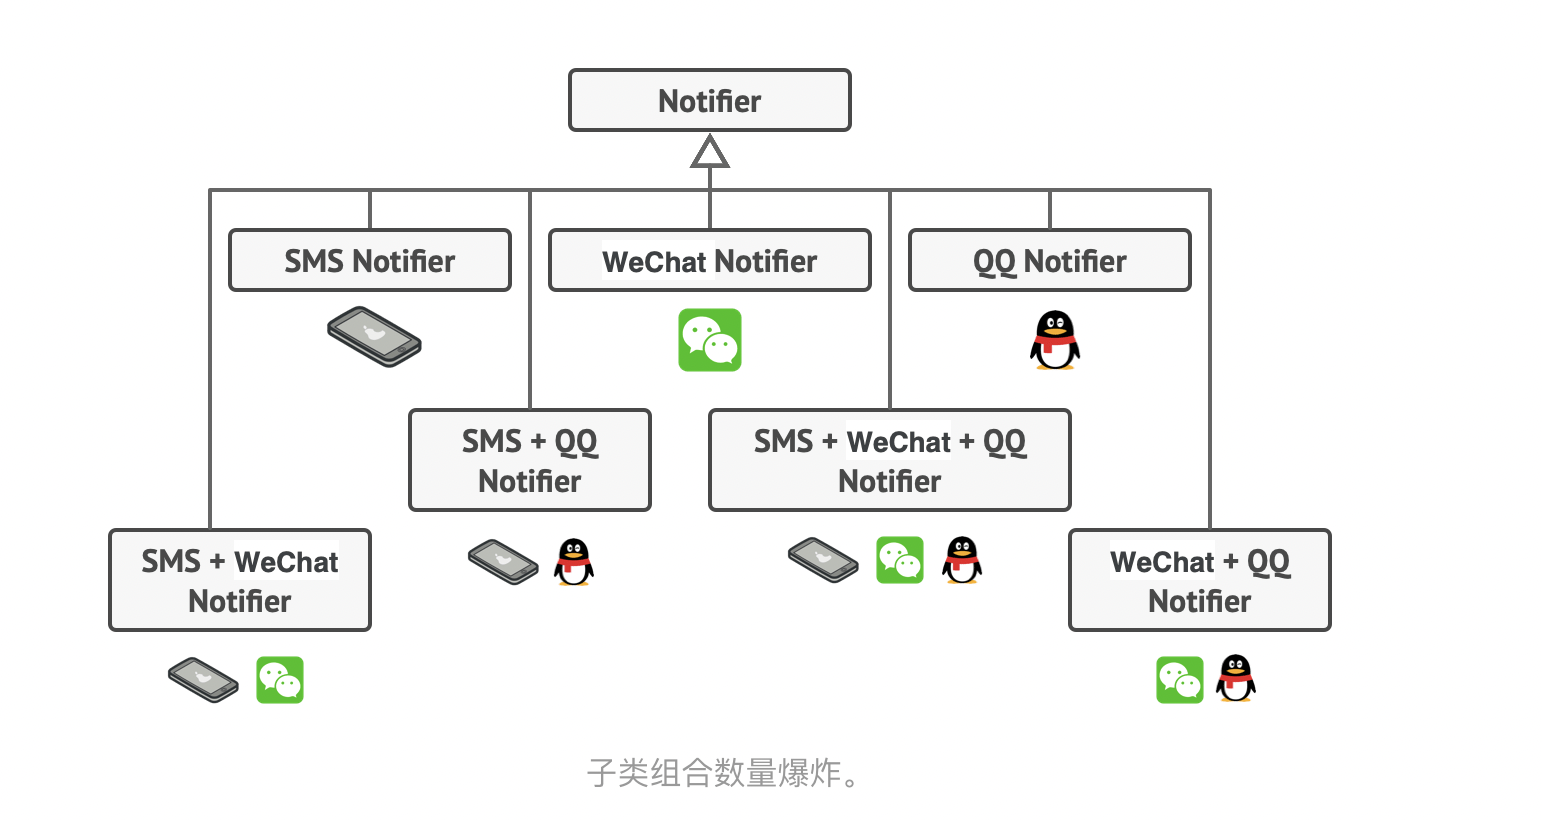 Notifier
SMS Notifier
WeChat Notifier
QQ Notifier
SMS + QQ
Notifier
SMS + WeChat + QQ
Notifier
SMS + WeChat
Notifier
WeChat + QQ
Notifier
子类组合数量爆炸。